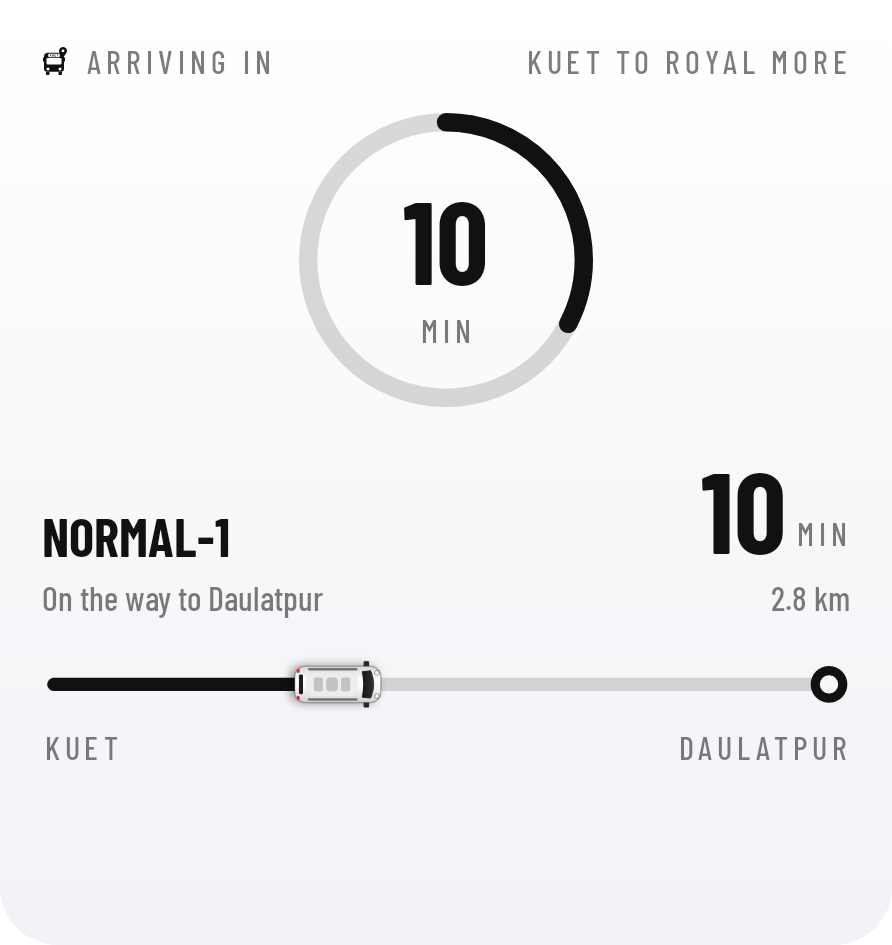 ARRIVING IN
KUET TO ROYAL MORE
10
MIN
NORMAL-1
10 MIN
On the way to Daulatpur
2.8 km
KUET
DAULATPUR